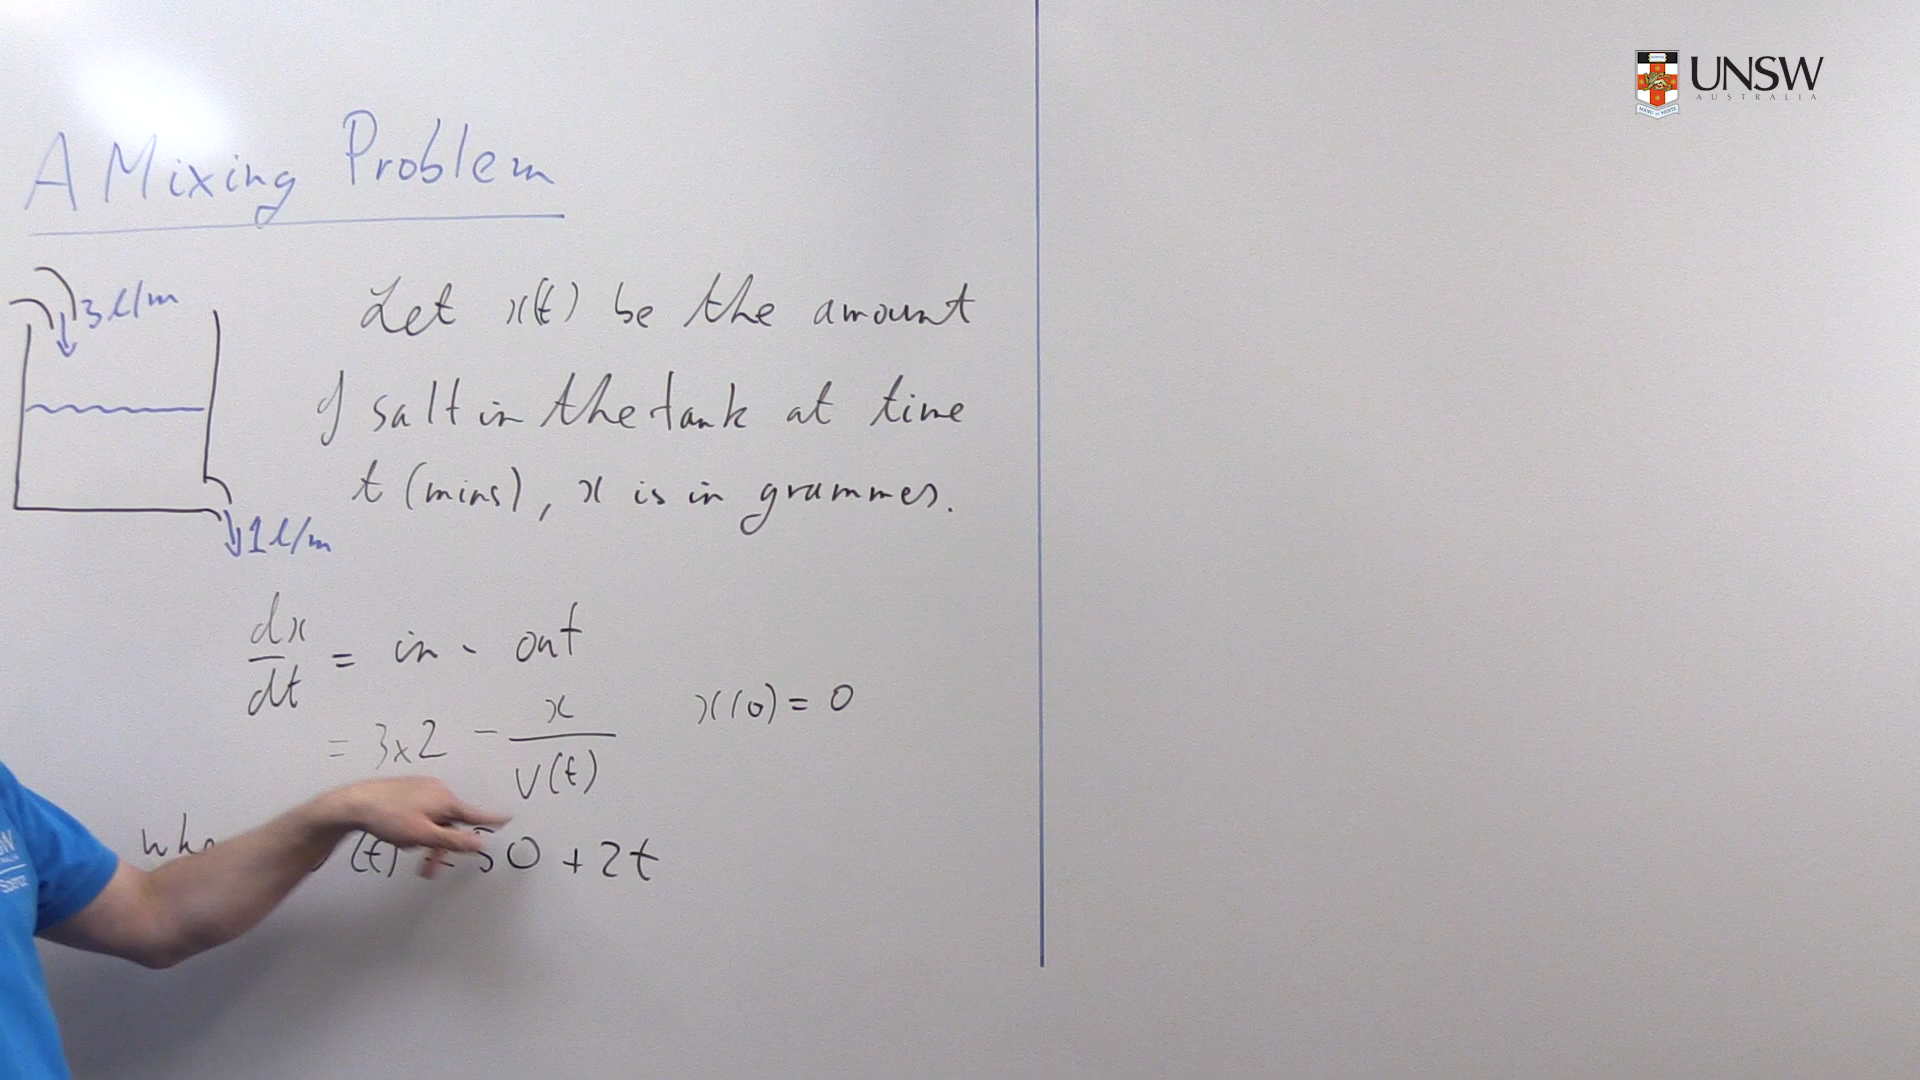 UNSW
AUSTRALIA
A Mixing Problem
3 l/m
Let x(t) be the amount
of salt in the tank at time
t (mins), x is in grammes.
1 l/m
dx/dt = in - out
= 3x2 - x/V(t) x(0) = 0
(t) = 50 + 2t